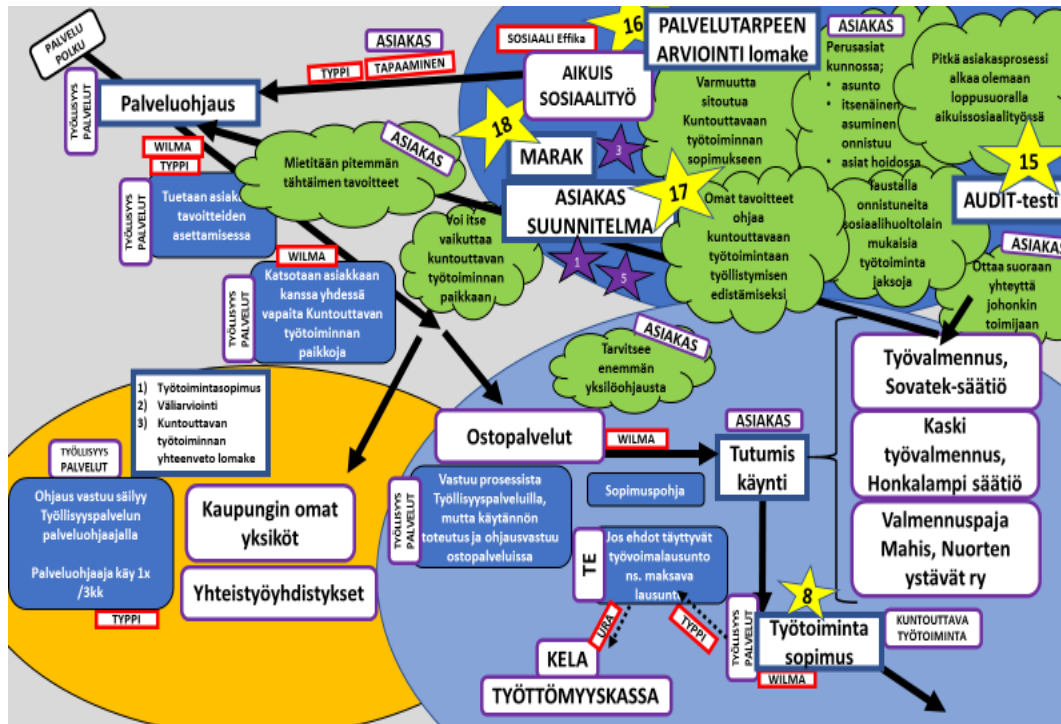 PALVELU
POLKU
TYÖLLISYYS
PALVELUT
Palveluohjaus
TYPPI
ASIAKAS
TAPAAMINEN
SOSIAALI Effika
AIKUIS
SOSIAALITYÖ
16
PALVELUTARPEEN
ARVIOINTI lomake
Varmuutta
sitoutua
Kuntouttavaan
työtoiminnan
sopimukseen
ASIAKAS
Perusasiat
kunnossa;
• asunto
• itsenäinen
asuminen
onnistuu
• asiat hoidossa
Pitkä asiakasprosessi
alkaa olemaan
loppusuoralla
aikuissosiaalityössä
15
AUDIT-testi
18
MARAK
3
ASIAKAS
SUUNNITELMA
17
1
5
Omat tavoitteet
ohjaa
kuntouttavaan
työtoimintaan
työllistymisen
edistämiseksi
taustalla
onnistuneita
sosiaalihuoltolain
mukaisia
työtoiminta
jaksoja
ASIAKAS
Ottaa suoraan
yhteyttä
johonkin
toimijaan
WILMA
TYPPI
TYÖLLISYYS
PALVELUT
Tuetaan
tavoitteiden
asettamisessa
ASIAKAS
Mietitään pitemmän
tähtäimen tavoitteet
Voi itse
vaikuttaa
kuntouttavan
työtoiminnan
paikkaan
WILMA
TYÖLLISYYS
PALVELUT
Katsotaan asiakkaan
kanssa yhdessä
vapaita Kuntouttavan
työtoiminnan
paikkoja
ASIAKAS
Tarvitsee
enemmän
yksilöohjausta
1) Työtoimintasopimus
2) Väliarviointi
3) Kuntouttavan
työtoiminnan
yhteenveto lomake
TYÖLLISYYS
PALVELUT
Ohjaus vastuu säilyy
Työllisyyspalvelun
palveluohjaajalla
Palveluohjaaja käy 1x
/3kk
TYPPI
Kaupungin omat
yksiköt
Yhteistyöyhdistykset
Ostopalvelut
WILMA
TYÖLLISYYS
PALVELUT
Vastuu prosessista
Työllisyyspalveluilla,
mutta käytännön
toteutus ja ohjausvastuu
ostopalveluissa
Sopimuspohja
ASIAKAS
Tutumis
käynti
Työvalmennus,
Sovatek-säätiö
Kaski
työvalmennus,
Honkalampi säätiö
Valmennuspaja
Mahis, Nuorten
ystävät ry
TE
Jos ehdot täyttyvät
työvoimalausunto
ns. maksava
URA
TYPPI
KELA
TYÖTTÖMYYSKASSA
8
TYÖLLISYYS
PALVELUT
Työtoiminta
sopimus
WILMA
KUNTOUTTAVA
TYÖTOIMINTA